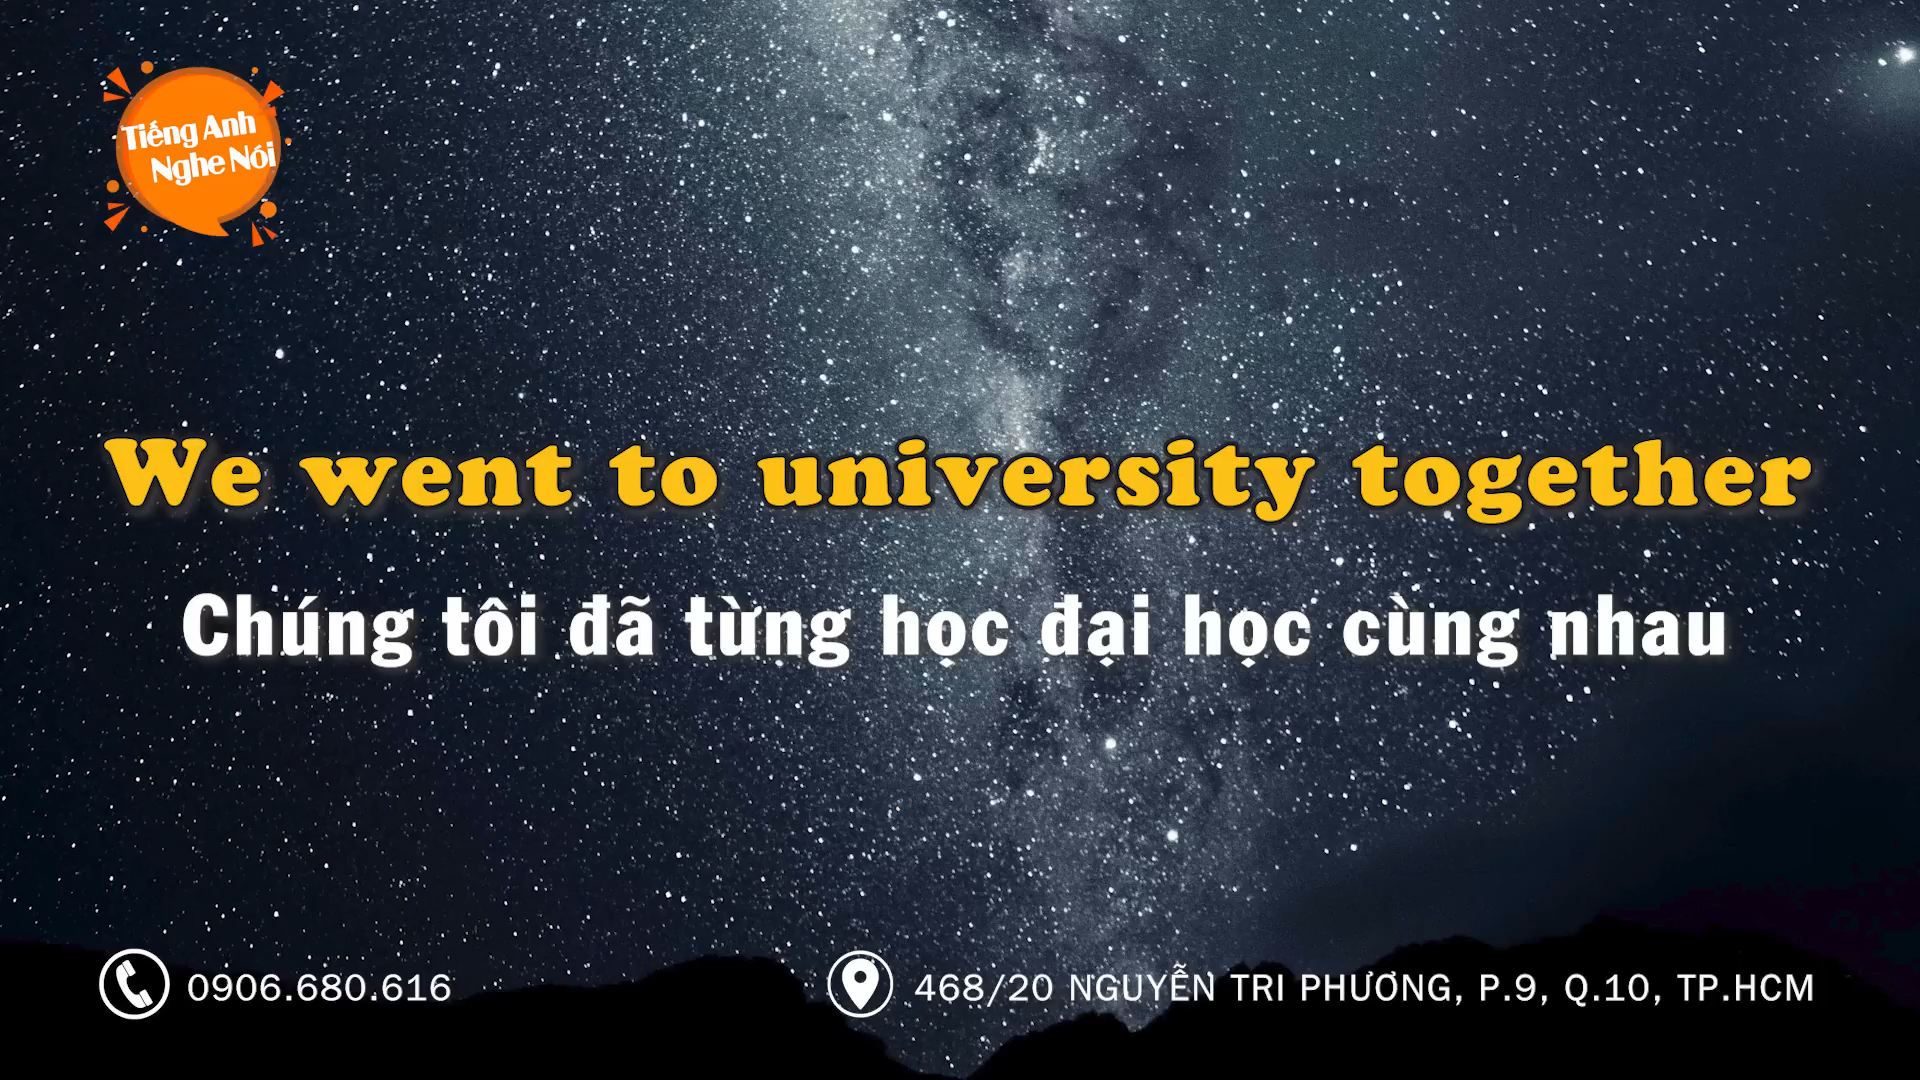 Tiếng Anh
Nghe Nói
We went to university together
Chúng tôi đã từng học đại học cùng nhau
0906.680.616
468/20 NGUYỄN TRI PHƯƠNG, P.9, Q.10, TP.HCM